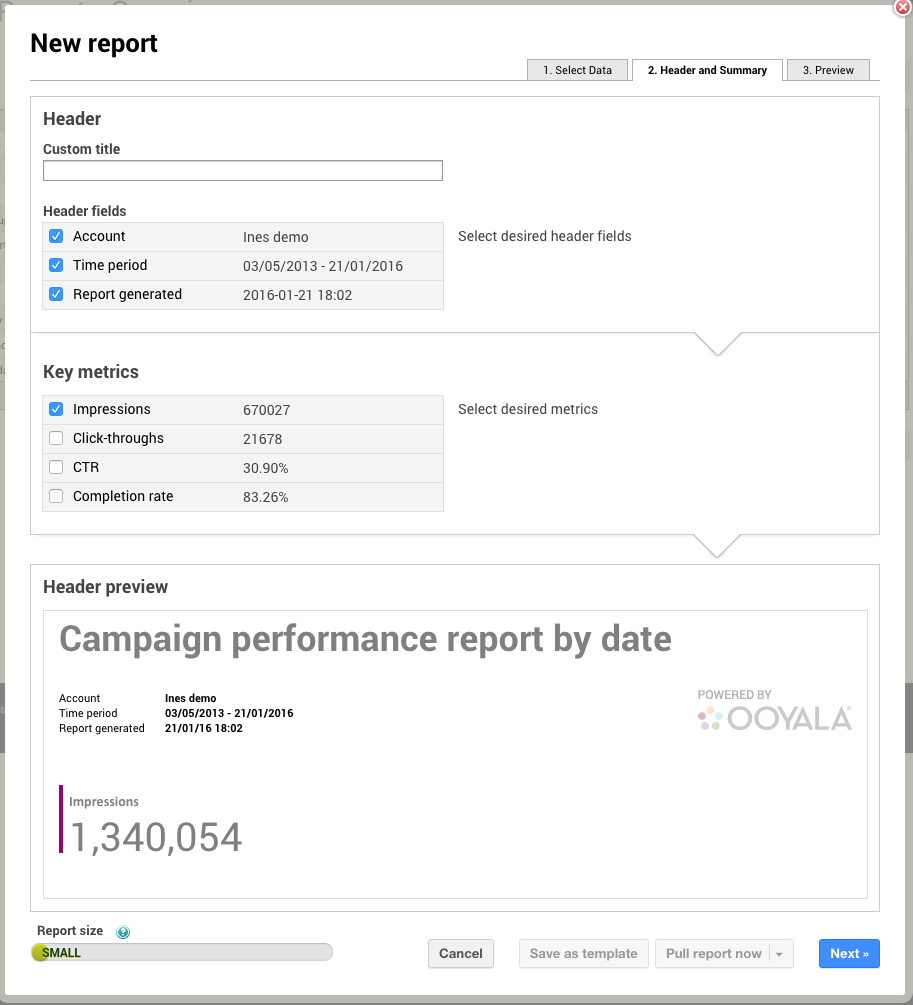 New report
1. Select Data
2. Header and Summary
3. Preview
Header
Custom title
Header fields
Account Ines demo
Select desired header fields
Time period 03/05/2013 - 21/01/2016
Report generated 2016-01-21 18:02
Key metrics
Impressions 670027
Select desired metrics
Click-throughs 21678
CTR 30.90%
Completion rate 83.26%
Header preview
Campaign performance report by date
Account Ines demo
Time period 03/05/2013 - 21/01/2016
Report generated 21/01/16 18:02
POWERED BY
OOYALA
Impressions
1,340,054
Report size ?
SMALL
Cancel
Save as template
Pull report now
Next »